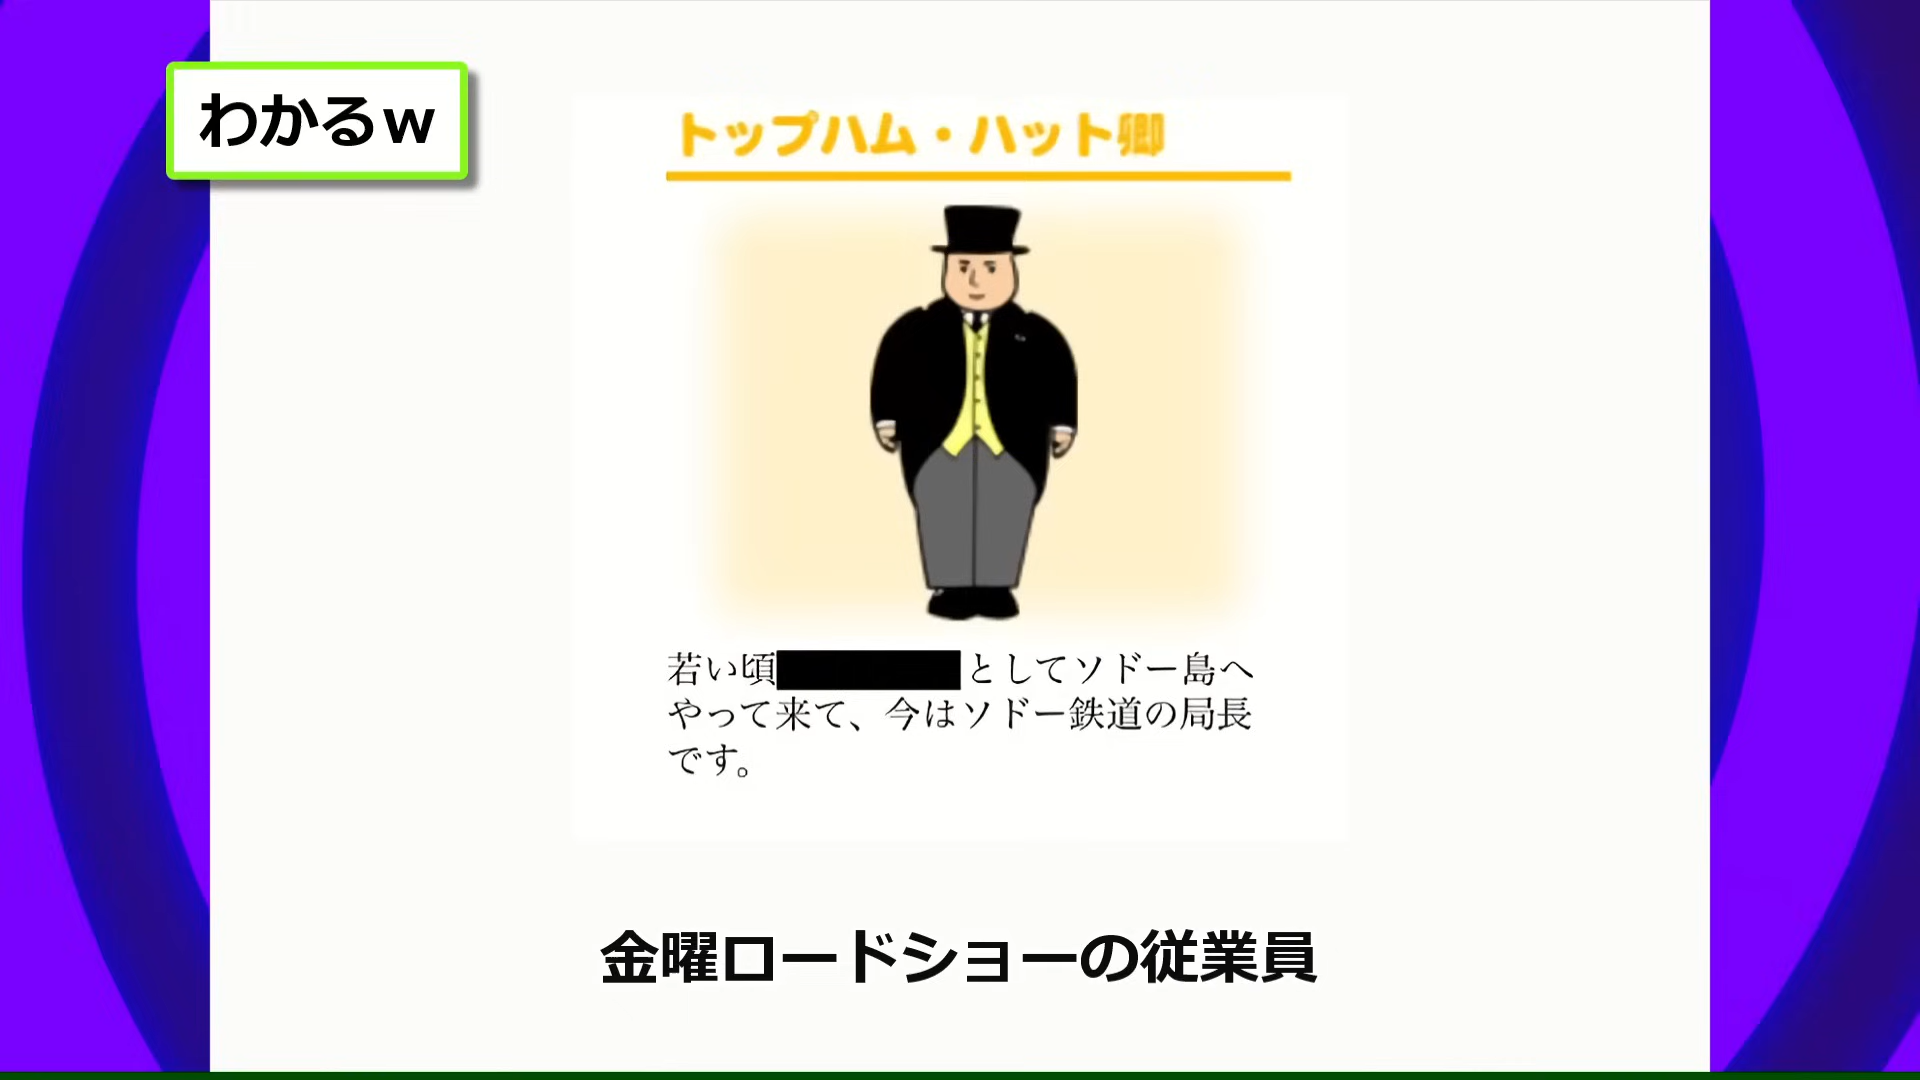 わかるw
トップハム・ハット卿
若い頃としてソドー島へ
やって来て、今はソドー鉄道の局長
です。
金曜ロードショーの従業員